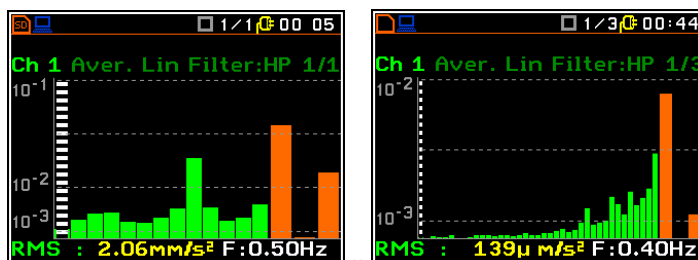 SD 1/1 00 05
Ch 1 Aver. Lin Filter:HP 1/1
10-1
10-2
10-3
RMS : 2.06mm/s² F:0.50Hz
1/3 00:44
Ch 1 Aver. Lin Filter:HP 1/3
10-2
10-3
RMS : 139µ m/s² F:0.40Hz